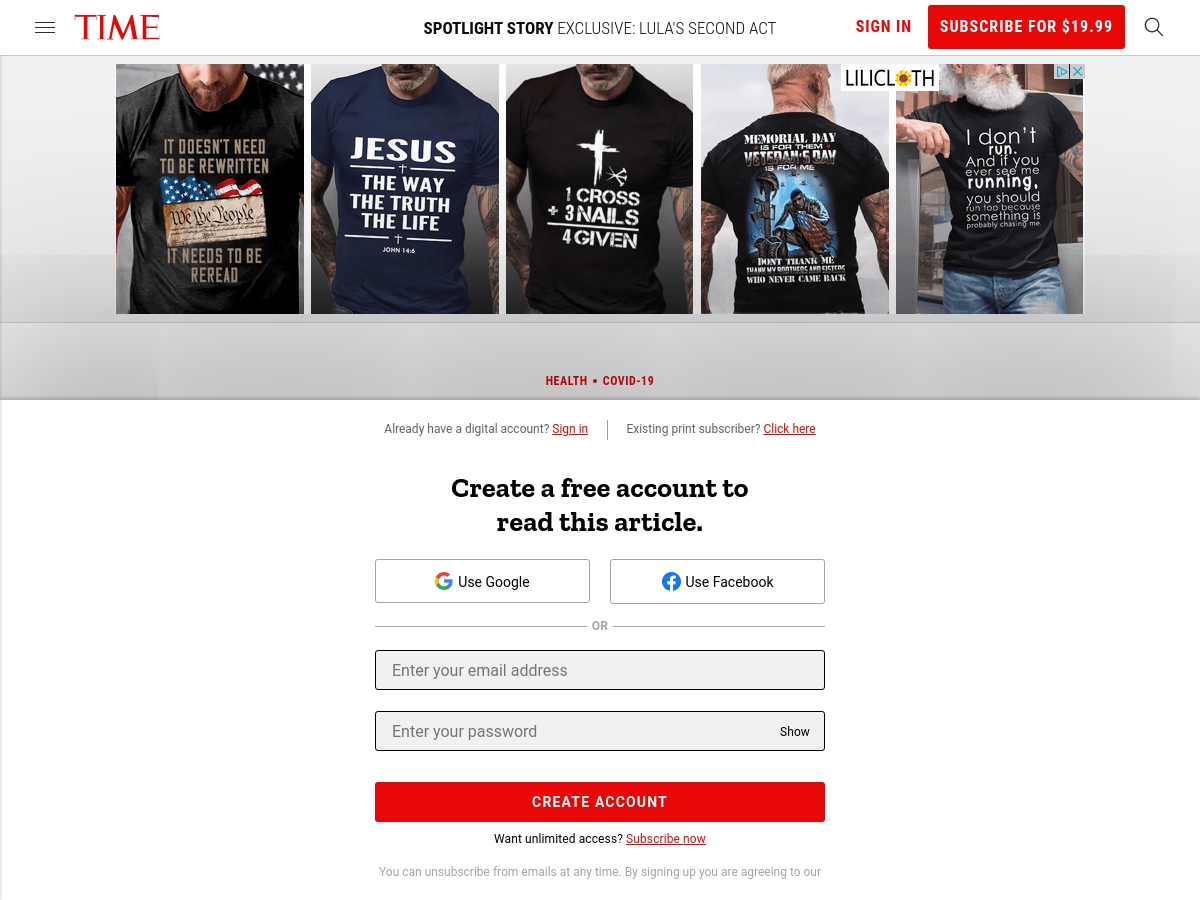 TIME
SPOTLIGHT STORY EXCLUSIVE: LULA'S SECOND ACT
SIGN IN
SUBSCRIBE FOR $19.99
IT DOESN'T NEED
TO BE REWRITTEN
We the People
IT NEEDS TO BE
REREAD
JESUS
THE WAY
THE TRUTH
THE LIFE
JOHN 14:6
1 CROSS
+ 3 NAILS
4 GIVEN
MEMORIAL DAY
IS FOR THEM
VETERAN'S DAY
IS FOR ME
DONT THANK ME
THANK MY BROTHERS AND SISTERS
WHO NEVER CAME BACK
LILICLOTH
I don't
run.
And if you
ever see me
running,
you should
run too because
something is
probably chasing me.
HEALTH • COVID-19
Already have a digital account? Sign in
Existing print subscriber? Click here
Create a free account to
read this article.
Use Google
Use Facebook
OR
Enter your email address
Enter your password
Show
CREATE ACCOUNT
Want unlimited access? Subscribe now
You can unsubscribe from emails at any time. By signing up you are agreeing to our